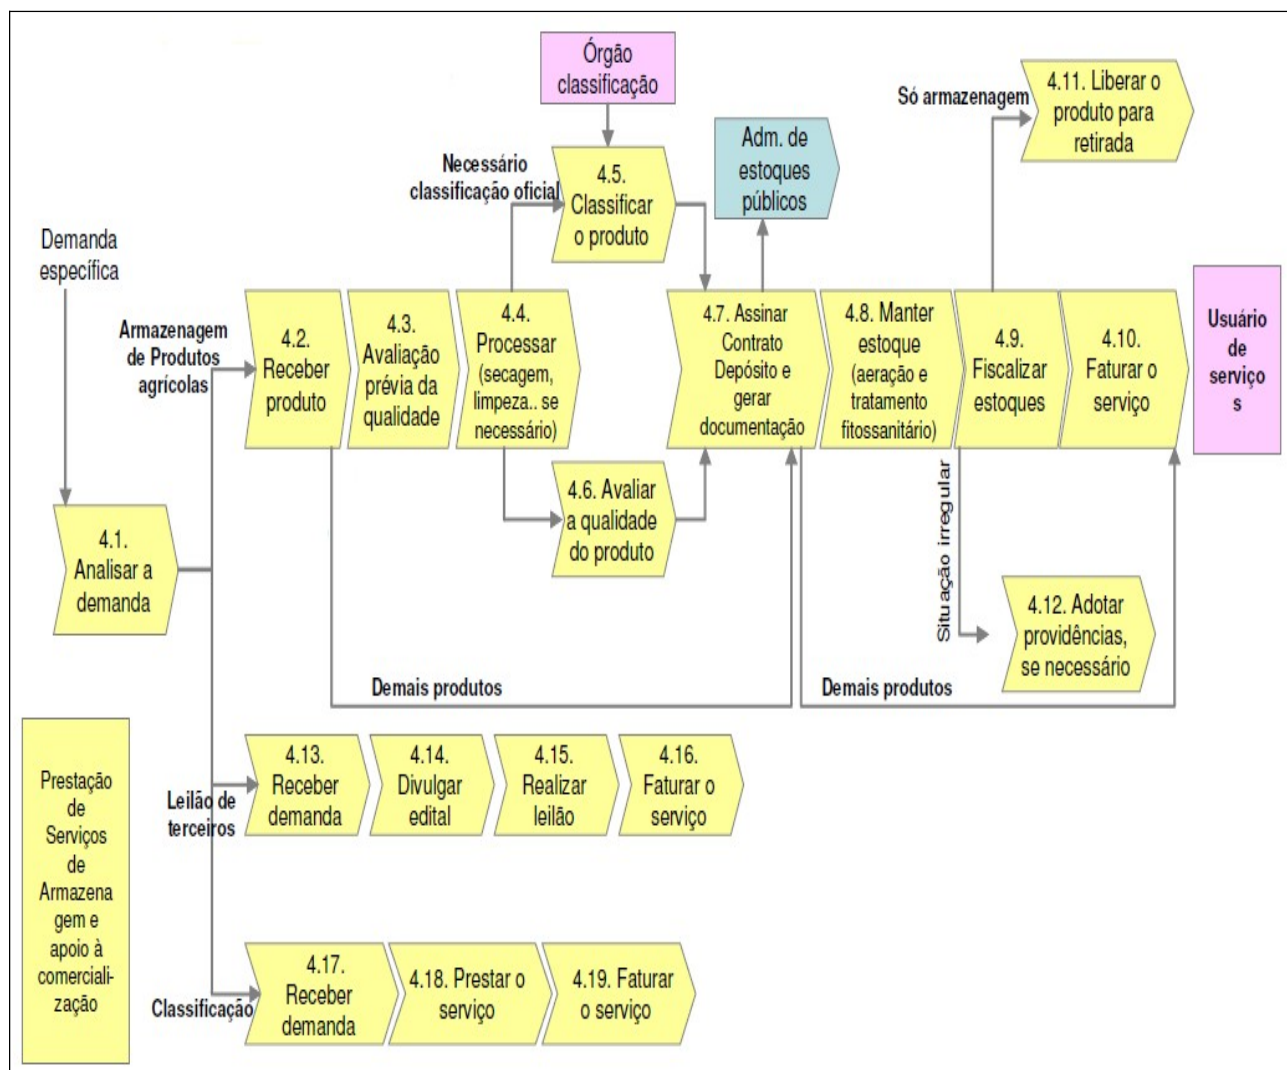 Órgão
classificação
Necessário
classificação oficial
4.5.
Classificar
o produto
Adm. de
estoques
públicos
Só armazenagem
4.11. Liberar o
produto para
retirada
Demanda
específica
4.1.
Analisar a
demanda
Armazenagem
de Produtos
agrícolas
4.2.
Receber
produto
4.3.
Avaliação
prévia da
qualidade
4.4.
Processar
(secagem,
limpeza.. se
necessário)
4.6. Avaliar
a qualidade
do produto
4.7. Assinar
Contrato
Depósito e
gerar
documentação
4.8. Manter
estoque
(aeração e
tratamento
fitossanitário)
4.9.
Fiscalizar
estoques
4.10.
Faturar o
serviço
Usuário
de
serviço
s
Situação irregular
4.12. Adotar
providências,
se necessário
Demais produtos
Demais produtos
Prestação
de
Serviços
de
Armazena
gem e
apoio à
comerciali-
zação
Leilão de
terceiros
4.13.
Receber
demanda
4.14.
Divulgar
edital
4.15.
Realizar
leilão
4.16.
Faturar o
serviço
Classificação
4.17.
Receber
demanda
4.18. Prestar o
serviço
4.19. Faturar
o serviço